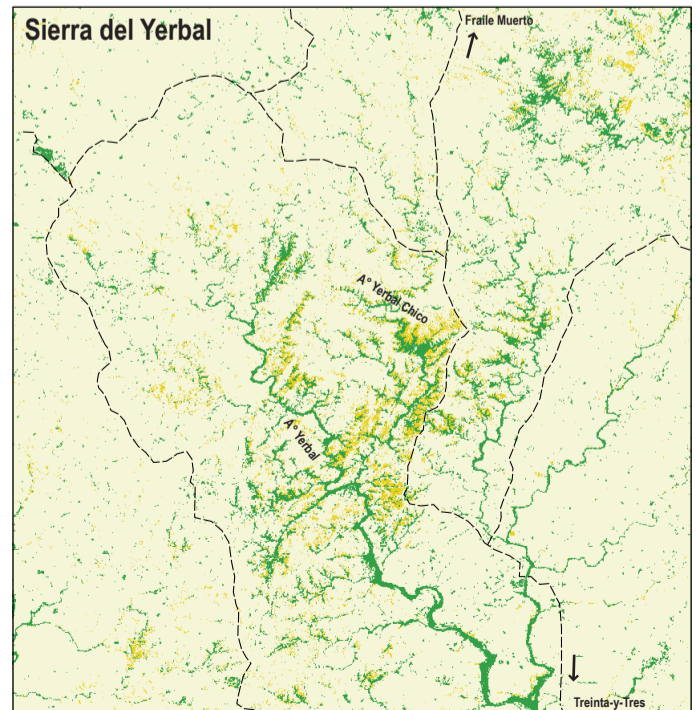 Sierra del Yerbal
Fraile Muerto
A° Yerbal Chico
A° Yerbal
Treinta-y-Tres